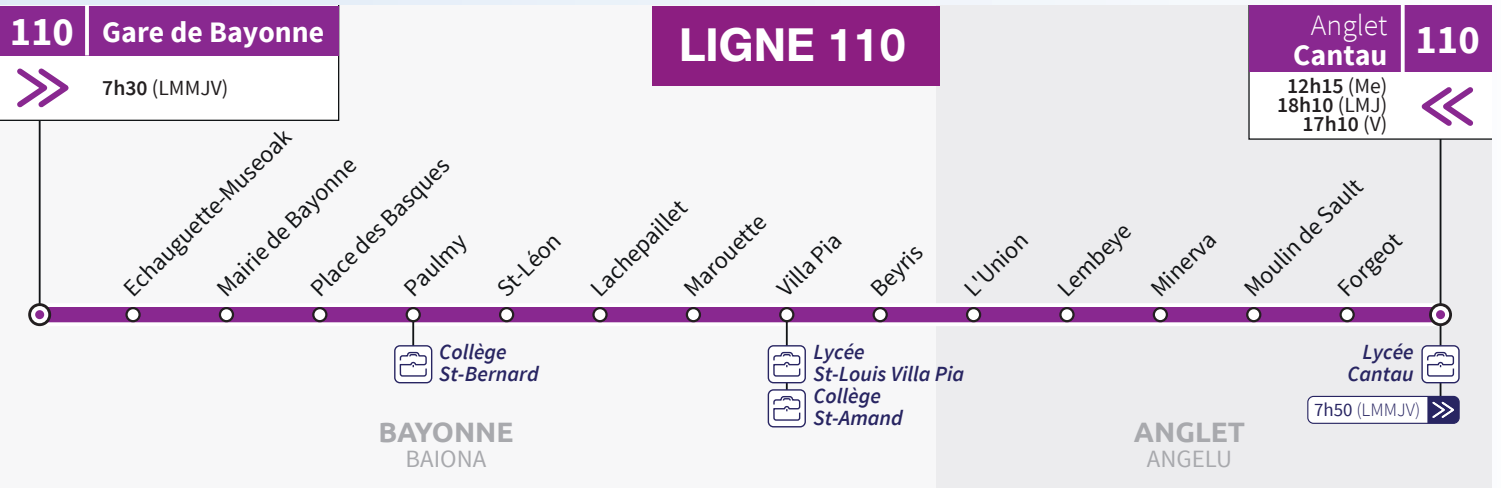 110 Gare de Bayonne
7h30 (LMMJV)
LIGNE 110
Anglet
Cantau
110
12h15 (Me)
18h10 (LMJ)
17h10 (V)
Echauguette-Museoak
Mairie de Bayonne
Place des Basques
Paulmy
St-Léon
Lachepaillet
Marouette
Villa Pia
Beyris
L'Union
Lembeye
Minerva
Moulin de Sault
Forgeot
Collège
St-Bernard
Lycée
St-Louis Villa Pia
Collège
St-Amand
Lycée
Cantau
7h50 (LMMJV)
BAYONNE
BAIONA
ANGLET
ANGELU